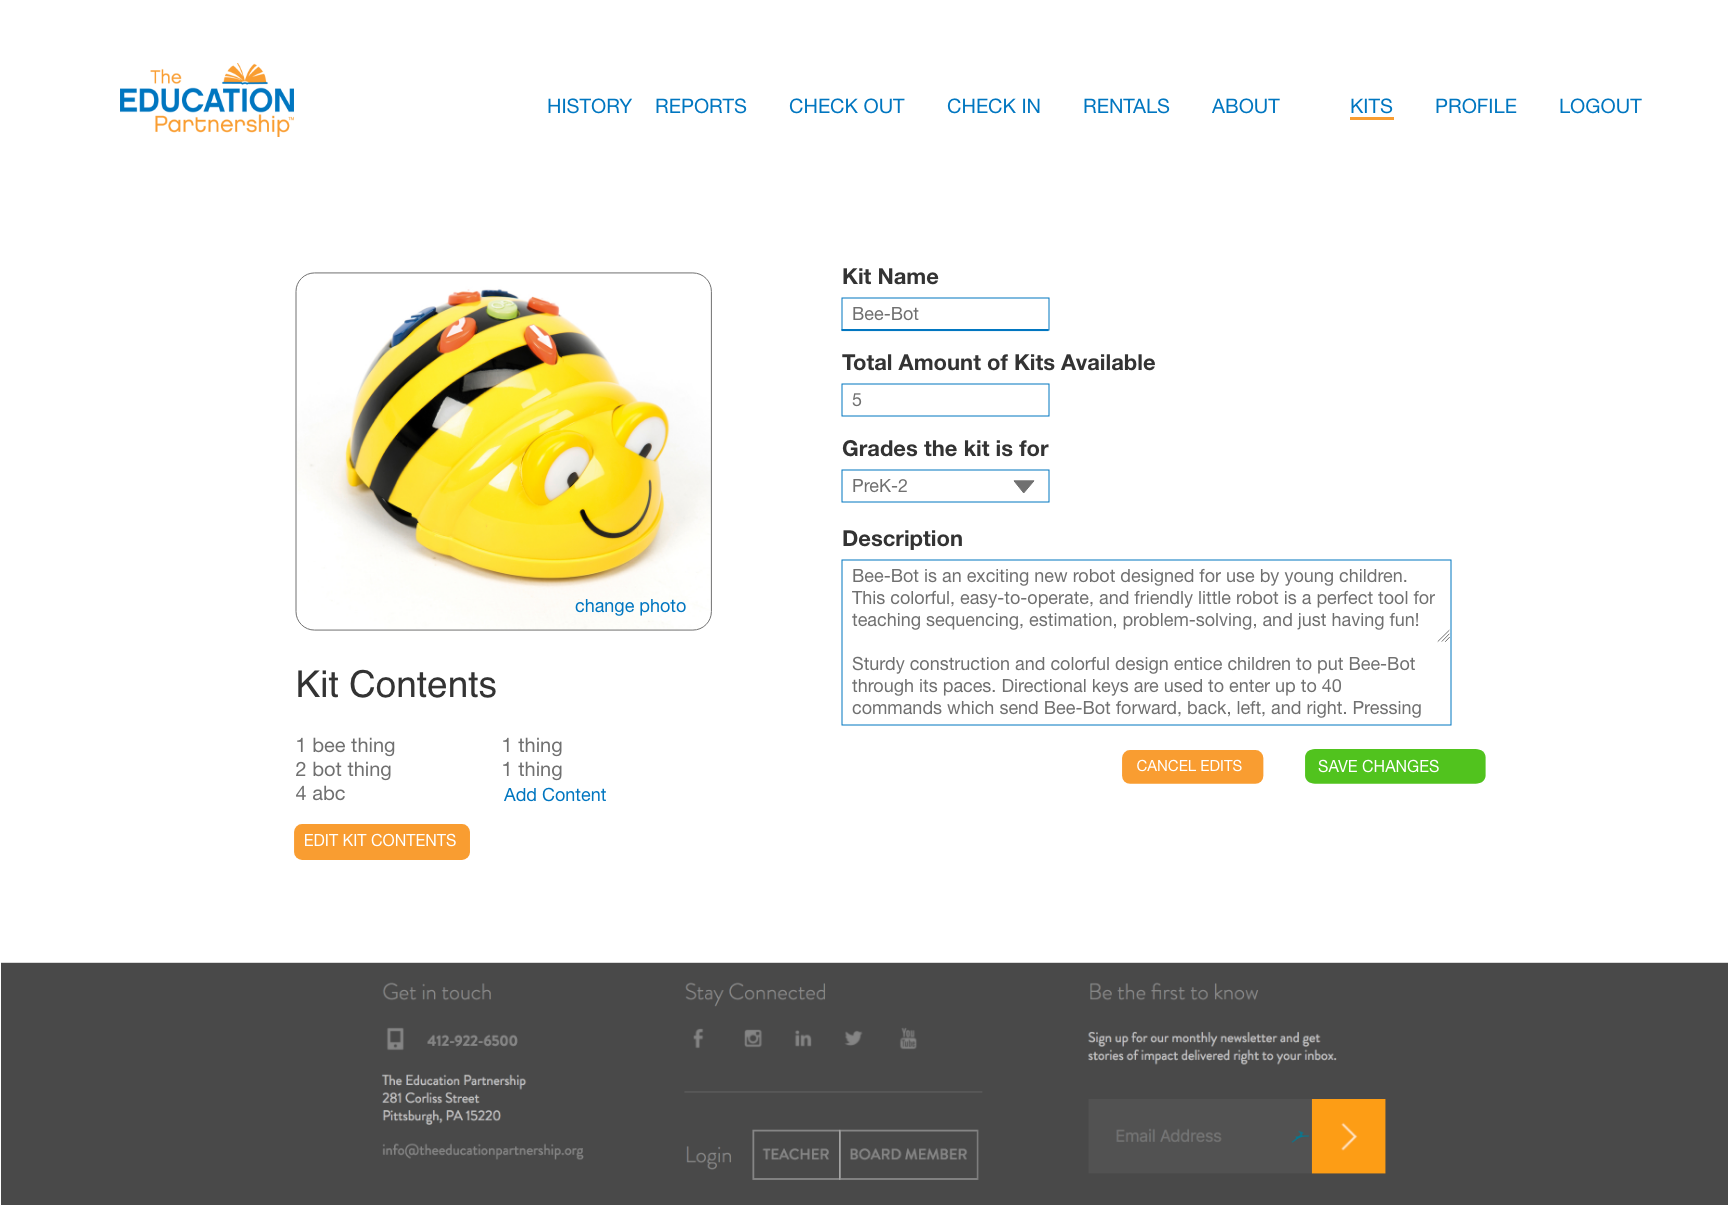 The
EDUCATION
Partnership™
HISTORY REPORTS CHECK OUT CHECK IN RENTALS ABOUT KITS PROFILE LOGOUT
change photo
Kit Contents
1 bee thing
2 bot thing
4 abc
1 thing
1 thing
Add Content
EDIT KIT CONTENTS
Kit Name
Bee-Bot
Total Amount of Kits Available
5
Grades the kit is for
PreK-2
Description
Bee-Bot is an exciting new robot designed for use by young children.
This colorful, easy-to-operate, and friendly little robot is a perfect tool for
teaching sequencing, estimation, problem-solving, and just having fun!
Sturdy construction and colorful design entice children to put Bee-Bot
through its paces. Directional keys are used to enter up to 40
commands which send Bee-Bot forward, back, left, and right. Pressing
CANCEL EDITS
SAVE CHANGES
Get in touch
412-922-6500
The Education Partnership
281 Corliss Street
Pittsburgh, PA 15220
info@theeducationpartnership.org
Stay Connected
You
Tube
Login
TEACHER
BOARD MEMBER
Be the first to know
Sign up for our monthly newsletter and get
stories of impact delivered right to your inbox.
Email Address